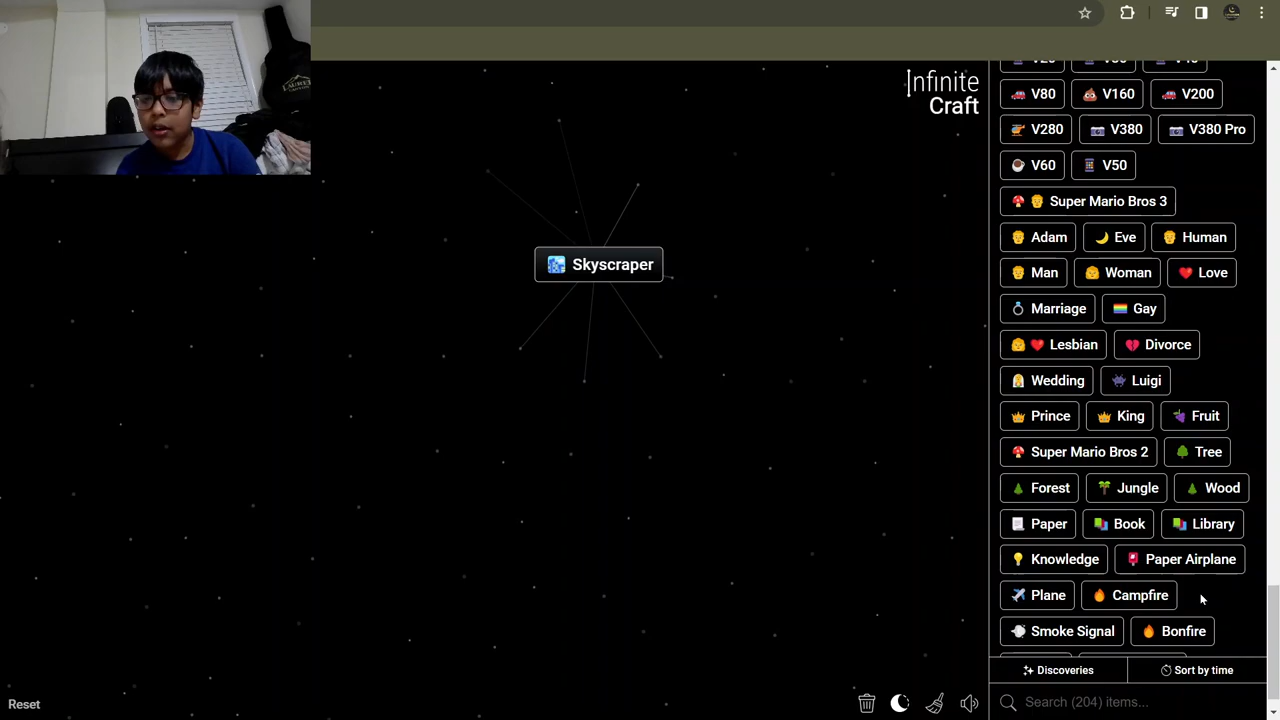 Infinite
Craft
V80 V160 V200
V280 V380 V380 Pro
V60 V50
Super Mario Bros 3
Adam Eve Human
Man Woman Love
Marriage Gay
Lesbian Divorce
Wedding Luigi
Prince King Fruit
Super Mario Bros 2 Tree
Forest Jungle Wood
Paper Book Library
Knowledge Paper Airplane
Plane Campfire
Smoke Signal Bonfire
Skyscraper
Discoveries Sort by time
Search (204) items...
Reset